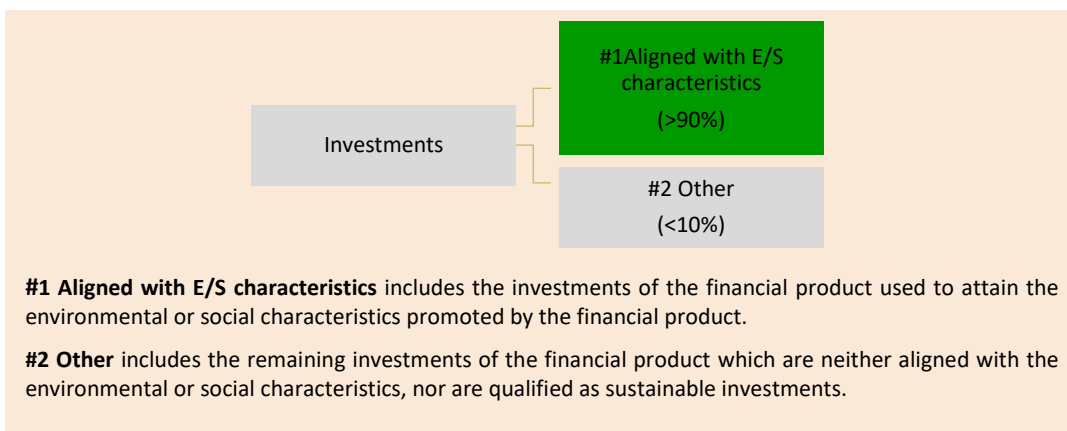 #1Aligned with E/S
characteristics
(>90%)
Investments
#2 Other
(<10%)
#1 Aligned with E/S characteristics includes the investments of the financial product used to attain the
environmental or social characteristics promoted by the financial product.
#2 Other includes the remaining investments of the financial product which are neither aligned with the
environmental or social characteristics, nor are qualified as sustainable investments.